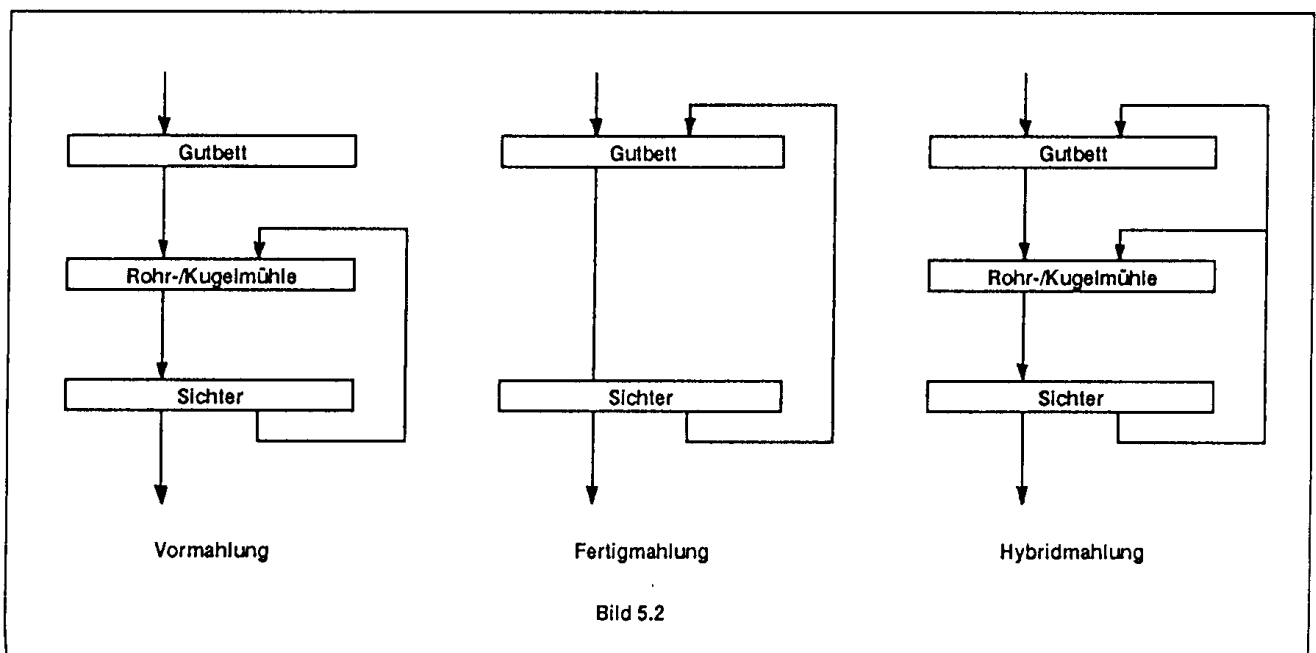 Gutbett
Gutbett
Gutbett
Rohr-/Kugelmühle
Rohr-/Kugelmühle
Sichter
Sichter
Sichter
Vormahlung
Fertigmahlung
Hybridmahlung
Bild 5.2